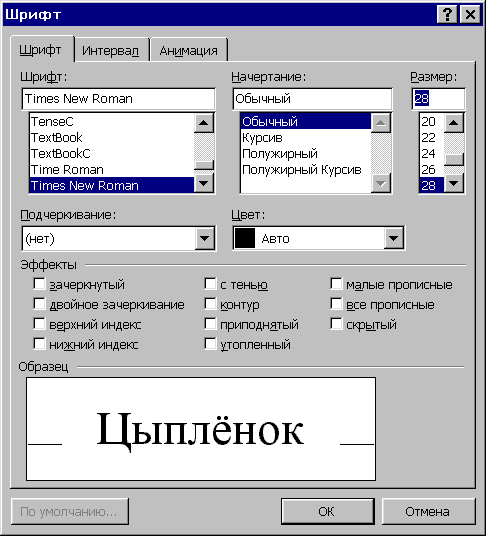 Шрифт
Шрифт Интервал Анимация
Шрифт: Начертание: Размер:
Times New Roman Обычный 28
TenseC Обычный 20
TextBook Курсив 22
TextBookC Полужирный 24
Time Roman Полужирный Курсив 26
Times New Roman 28
Подчеркивание: Цвет:
(нет) Авто
Эффекты
зачеркнутый с тенью малые прописные
двойное зачеркивание контур все прописные
верхний индекс приподнятый скрытый
нижний индекс утопленный
Образец
Цыплёнок
По умолчанию... ОК Отмена